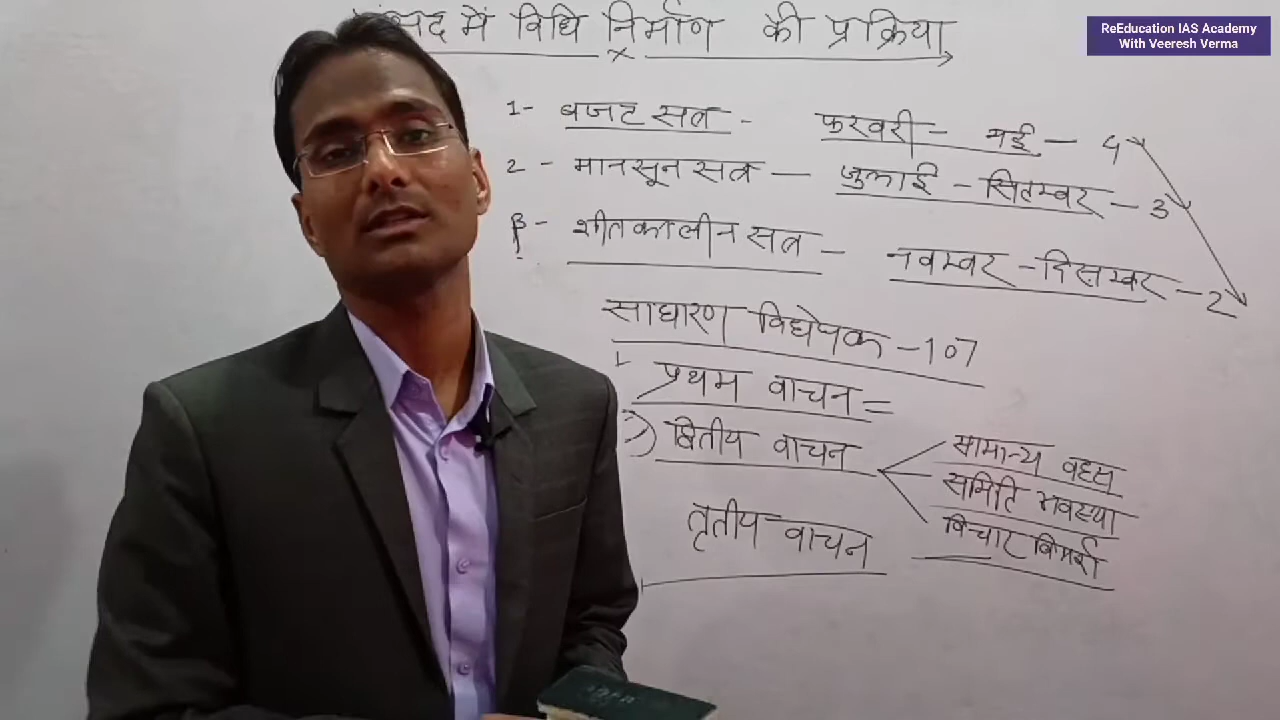 ReEducation IAS Academy
With Veeresh Verma
में विधि निर्माण की प्रक्रिया
1- बजट सत्र - फरवरी - मई - 4
2 - मानसून सत्र - जुलाई - सितम्बर - 3
3 - शीतकालीन सत्र - नवम्बर - दिसम्बर - 2
साधारण विधेयक - 107
1 प्रथम वाचन =
2) द्वितीय वाचन
सामान्य बहस
समिति अवस्था
विचार विमर्श
तृतीय वाचन